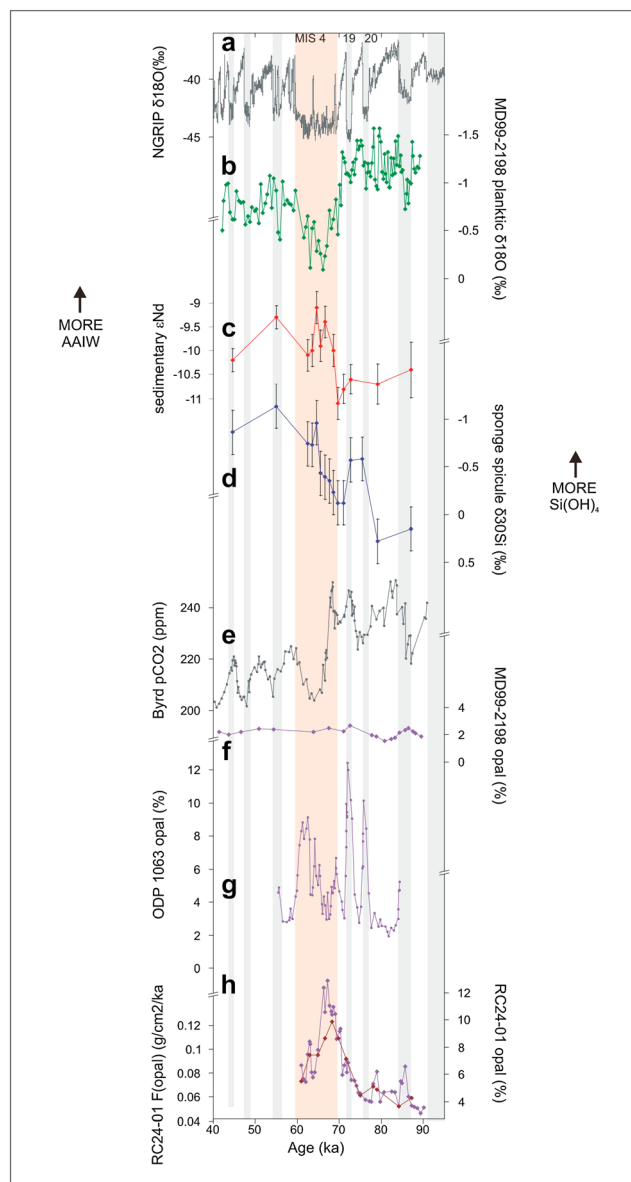 MIS 4 19 20
a
NGRIP δ18O(‰)
-40
-45
MD99-2198 planktic δ18O (‰)
-1.5
-1
-0.5
0
b
MORE
AAIW
c
sedimentary εNd
-9
-9.5
-10
-10.5
-11
d
sponge spicule δ30Si (‰)
-1
-0.5
0
0.5
MORE
Si(OH)4
e
Byrd pCO2 (ppm)
240
220
200
f
MD99-2198 opal (%)
4
2
0
g
ODP 1063 opal (%)
12
10
8
6
4
2
0
h
RC24-01 F(opal) (g/cm2/ka
0.12
0.1
0.08
0.06
0.04
RC24-01 opal (%)
12
10
8
6
4
40 50 60 70 80 90
Age (ka)